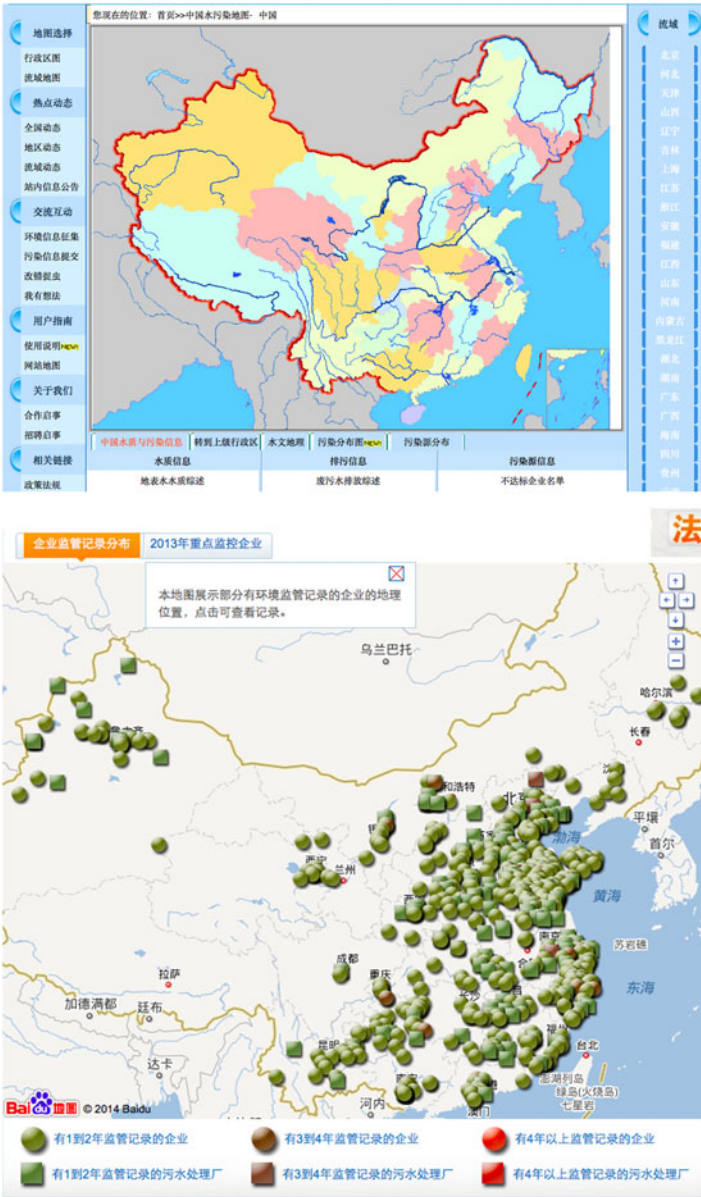 您现在的位置: 首页>>中国水污染地图- 中国
地图选择
行政区图
流域地图
热点动态
全国动态
地区动态
流域动态
站内信息公告
交流互动
环境信息征集
污染信息提交
改错捉虫
我有想法
用户指南
使用说明NEW!
网站地图
关于我们
合作启事
招聘启事
相关链接
政策法规
流域
北京
河北
天津
山西
辽宁
吉林
上海
江苏
浙江
安徽
福建
江西
山东
河南
内蒙古
黑龙江
湖北
湖南
广东
广西
海南
四川
贵州
中国水质与污染信息 转到上级行政区 水文地理 污染分布图NEW! 污染源分布
水质信息 排污信息 污染源信息
地表水水质综述 废污水排放综述 不达标企业名单
法
企业监管记录分布 2013年重点监控企业
本地图展示部分有环境监管记录的企业的地理
位置，点击可查看记录。
乌兰巴托
哈尔滨
长春
和浩特
平壤
首尔
渤海
西宁
兰州
黄海
南京
苏岩礁
成都
拉萨
重庆
东海
加德满都
廷布
长沙
昌
昆明
台北
达卡
澎湖列岛
绿岛(火烧岛)
七星岩
河内
澳门
Bai地图 © 2014 Baidu
有1到2年监管记录的企业 有3到4年监管记录的企业 有4年以上监管记录的企业
有1到2年监管记录的污水处理厂 有3到4年监管记录的污水处理厂 有4年以上监管记录的污水处理厂